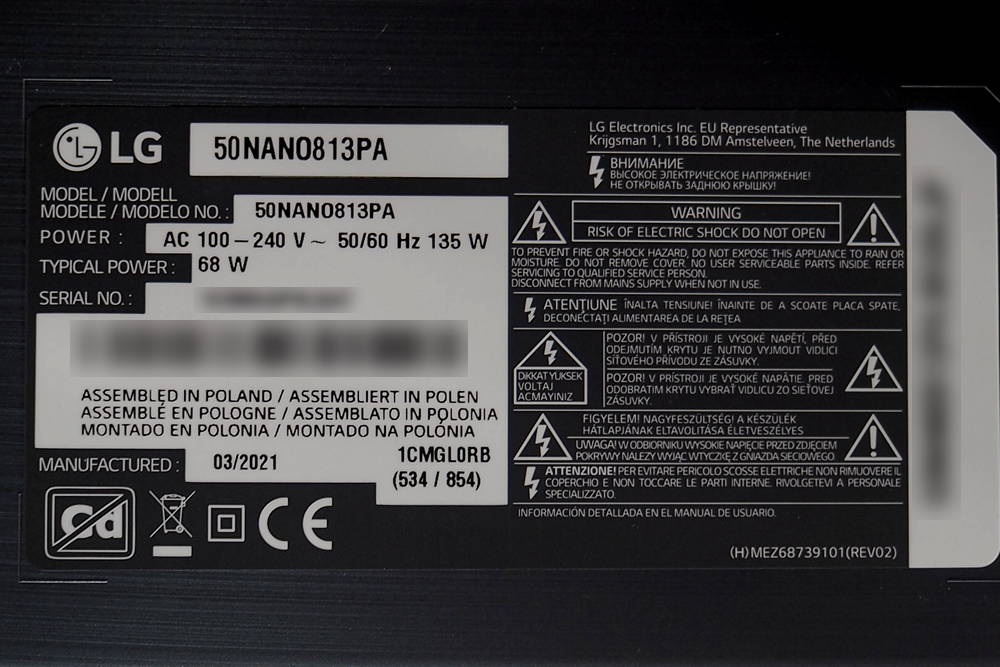 LG
50NANO813PA
MODEL / MODELL
MODELE / MODELO NO. : 50NANO813PA
POWER : AC 100–240 V ~ 50/60 Hz 135 W
TYPICAL POWER : 68 W
SERIAL NO. :
ASSEMBLED IN POLAND / ASSEMBLIERT IN POLEN
ASSEMBLÉ EN POLOGNE / ASSEMBLATO IN POLONIA
MONTADO EN POLONIA / MONTADO NA POLÓNIA
MANUFACTURED : 03/2021
1CMGL0RB
(534 / 854)
Cd
CE
LG Electronics Inc. EU Representative
Krijgsman 1, 1186 DM Amstelveen, The Netherlands
ВНИМАНИЕ
ВЫСОКОЕ ЭЛЕКТРИЧЕСКОЕ НАПРЯЖЕНИЕ!
НЕ ОТКРЫВАТЬ ЗАДНЮЮ КРЫШКУ!
WARNING
RISK OF ELECTRIC SHOCK DO NOT OPEN
TO PREVENT FIRE OR SHOCK HAZARD, DO NOT EXPOSE THIS APPLIANCE TO RAIN OR
MOISTURE. DO NOT REMOVE COVER. NO USER SERVICEABLE PARTS INSIDE. REFER
SERVICING TO QUALIFIED SERVICE PERSON.
DISCONNECT FROM MAINS SUPPLY WHEN NOT IN USE.
ATENŢIUNE ÎNALTA TENSIUNE! ÎNAINTE DE A SCOATE PLACA SPATE,
DECONECTAŢI ALIMENTAREA DE LA REŢEA
DIKKAT YUKSEK
VOLTAJ
ACMAYINIZ
POZOR! V PŘÍSTROJI JE VYSOKÉ NAPĚTÍ, PŘED
ODEJMUTÍM KRYTU JE NUTNO VYJMOUT VIDLICI
SÍŤOVÉHO PŘÍVODU ZE ZÁSUVKY.
POZOR! V PRÍSTROJI JE VYSOKÉ NAPÄTIE. PRED
ODOBRATIM KRYTU VYBRAŤ VIDLICU ZO SIEŤOVEJ
ZÁSUVKY.
FIGYELEM! NAGYFESZÜLTSÉG! A KÉSZÜLÉK
HÁTLAPJÁNAK ELTÁVOLÍTÁSA ÉLETVESZÉLYES
UWAGA! W ODBIORNIKU WYSOKIE NAPIĘCIE PRZED ZDJĘCIEM
POKRYWY NALEŻY WYJĄĆ WTYCZKĘ Z GNIAZDA SIECIOWEGO
ATTENZIONE! PER EVITARE PERICOLO SCOSSE ELETTRICHE NON RIMUOVERE IL
COPERCHIO E NON TOCCARE LE PARTI INTERNE. RIVOLGETEVI A PERSONALE
SPECIALIZZATO.
INFORMACIÓN DETALLADA EN EL MANUAL DE USUARIO.
(H)MEZ68739101(REV02)